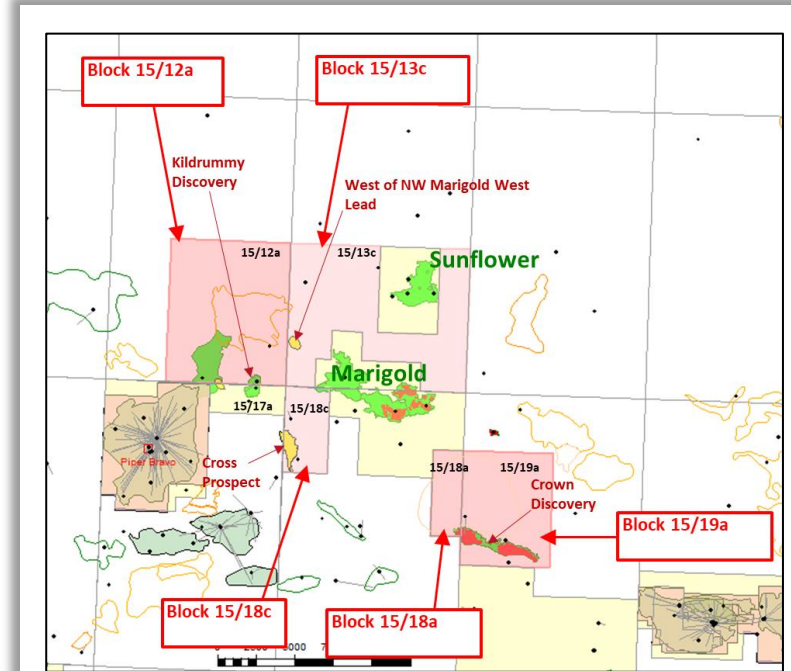 Block 15/12a
Block 15/13c
Kildrummy
Discovery
West of NW Marigold West
Lead
15/12a
15/13c
Sunflower
Marigold
15/17a
15/18c
Piper Bravo
Cross
Prospect
15/18a
15/19a
Crown
Discovery
Block 15/19a
Block 15/18c
Block 15/18a